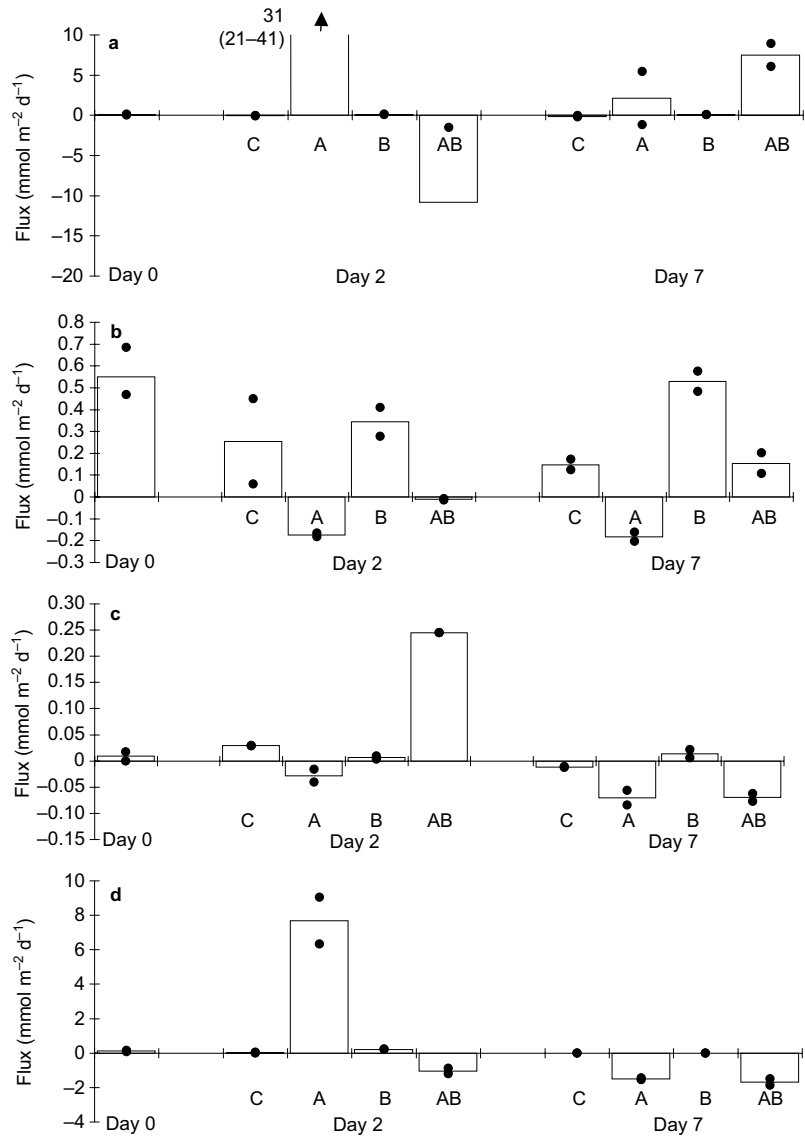 31
(21–41)
a
Flux (mmol m⁻² d⁻¹)
10
5
0
–5
–10
–15
–20
C A B AB
C A B AB
Day 0 Day 2 Day 7
b
Flux (mmol m⁻² d⁻¹)
0.8
0.7
0.6
0.5
0.4
0.3
0.2
0.1
0
–0.1
–0.2
–0.3
C A B AB
C A B AB
Day 0 Day 2 Day 7
c
Flux (mmol m⁻² d⁻¹)
0.30
0.25
0.20
0.15
0.10
0.05
0
–0.05
–0.10
–0.15
C A B AB
C A B AB
Day 0 Day 2 Day 7
d
Flux (mmol m⁻² d⁻¹)
10
8
6
4
2
0
–2
–4
C A B AB
C A B AB
Day 0 Day 2 Day 7